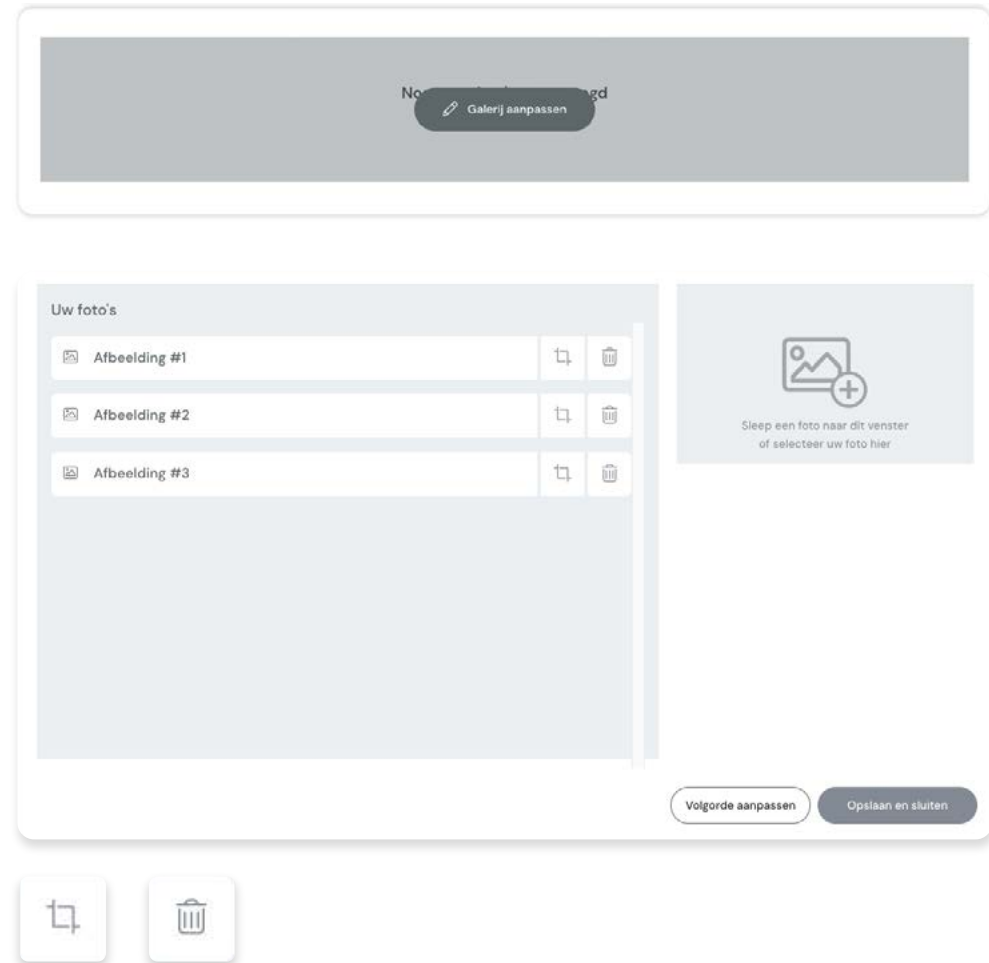 Galerij aanpassen
Uw foto's
Afbeelding #1
Afbeelding #2
Afbeelding #3
Sleep een foto naar dit venster
of selecteer uw foto hier
Volgorde aanpassen
Opslaan en sluiten